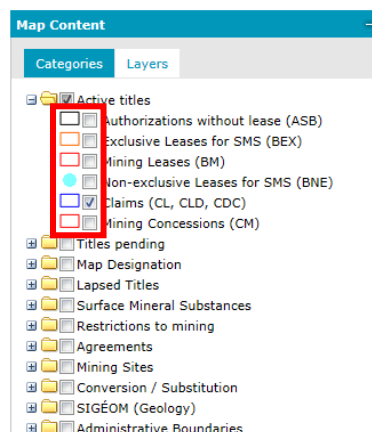 Map Content
Categories Layers
Active titles
Authorizations without lease (ASB)
Exclusive Leases for SMS (BEX)
Mining Leases (BM)
Non-exclusive Leases for SMS (BNE)
Claims (CL, CLD, CDC)
Mining Concessions (CM)
Titles pending
Map Designation
Lapsed Titles
Surface Mineral Substances
Restrictions to mining
Agreements
Mining Sites
Conversion / Substitution
SIGÉOM (Geology)
Administrative Boundaries